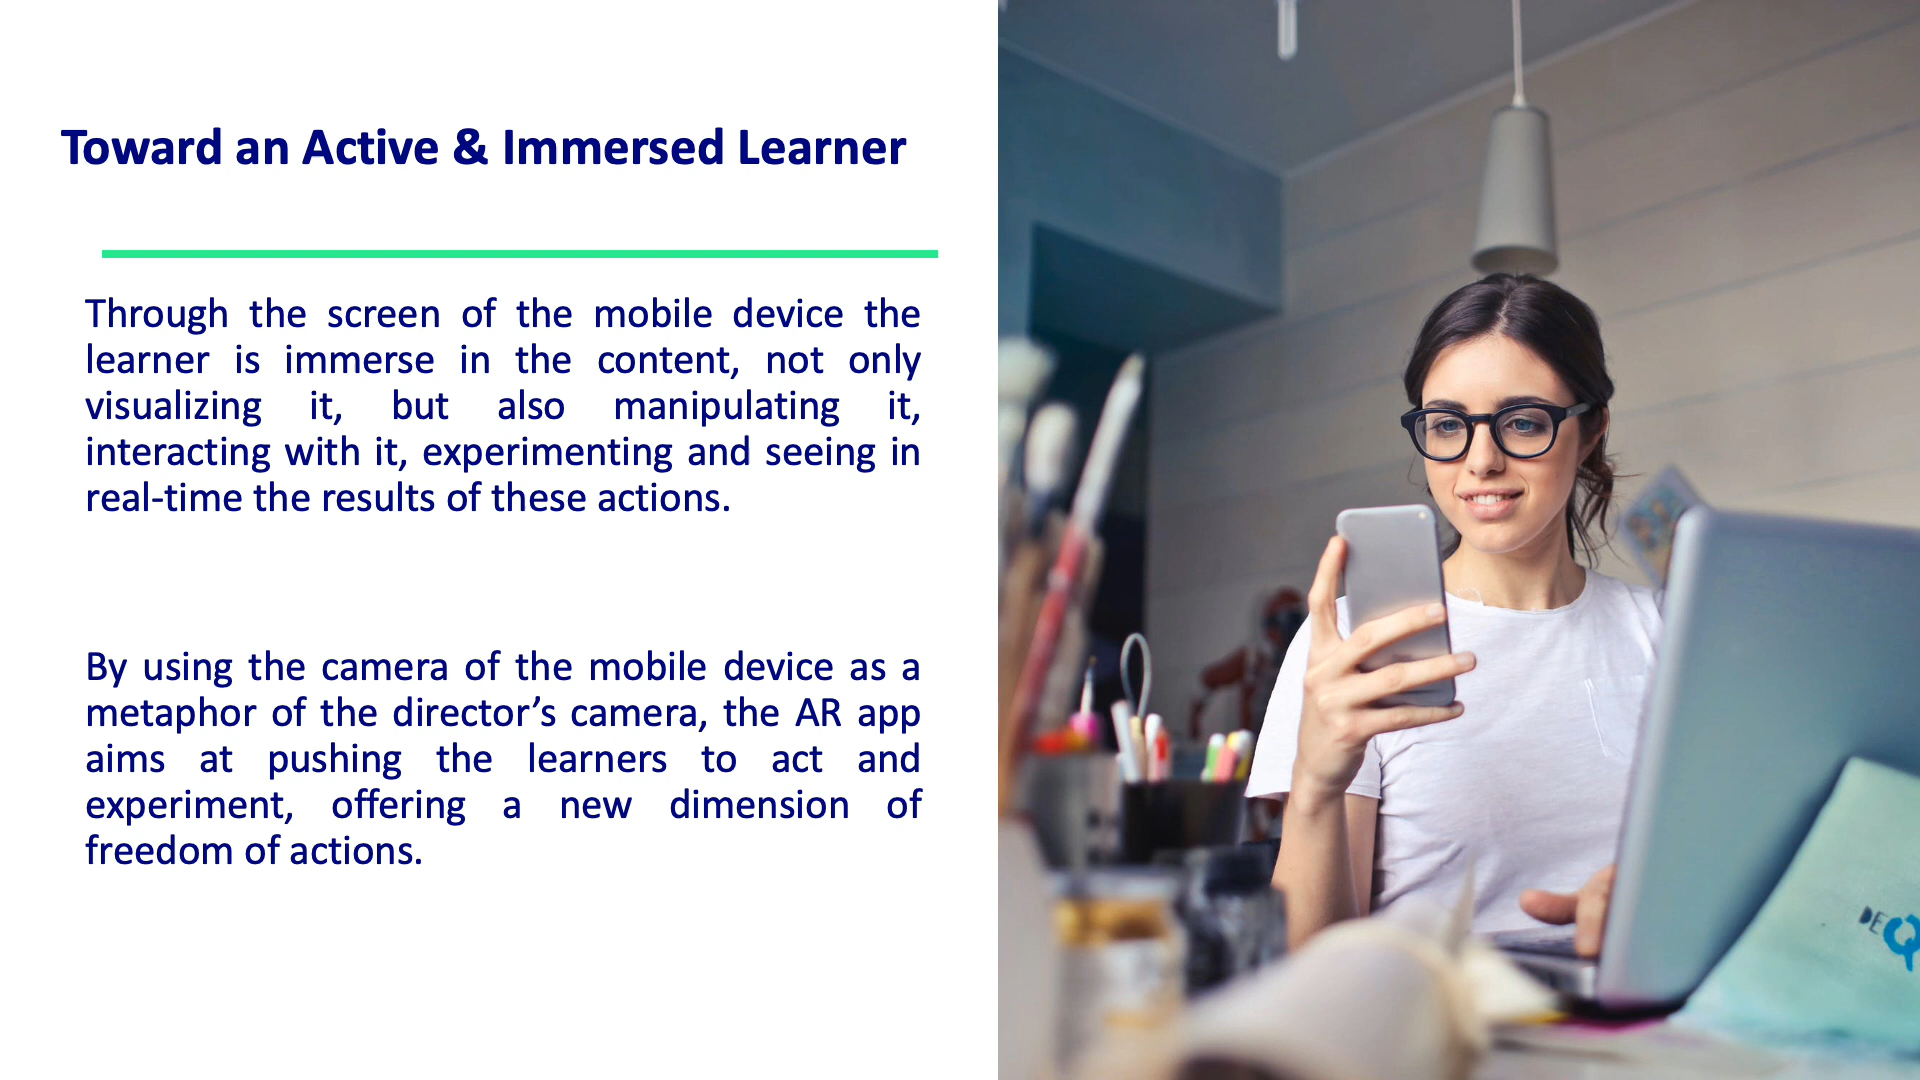 Toward an Active & Immersed Learner
Through the screen of the mobile device the
learner is immerse in the content, not only
visualizing it, but also manipulating it,
interacting with it, experimenting and seeing in
real-time the results of these actions.
By using the camera of the mobile device as a
metaphor of the director’s camera, the AR app
aims at pushing the learners to act and
experiment, offering a new dimension of
freedom of actions.
DE
Q